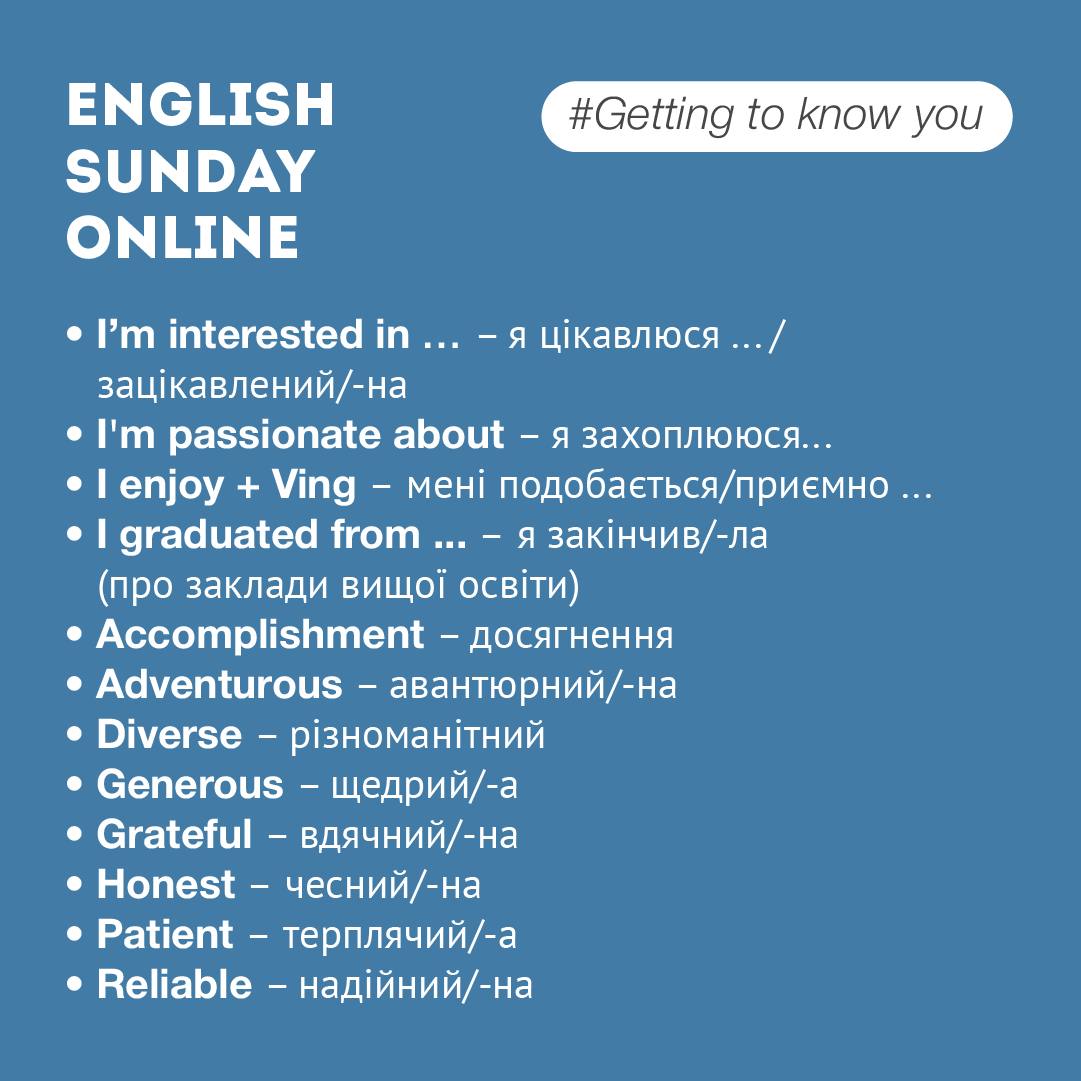 ENGLISH
SUNDAY
ONLINE
#Getting to know you
• I’m interested in … – я цікавлюся … /
зацікавлений/-на
• I'm passionate about – я захоплююся...
• I enjoy + Ving – мені подобається/приємно ...
• I graduated from ... – я закінчив/-ла
(про заклади вищої освіти)
• Accomplishment – досягнення
• Adventurous – авантюрний/-на
• Diverse – різноманітний
• Generous – щедрий/-а
• Grateful – вдячний/-на
• Honest – чесний/-на
• Patient – терплячий/-а
• Reliable – надійний/-на